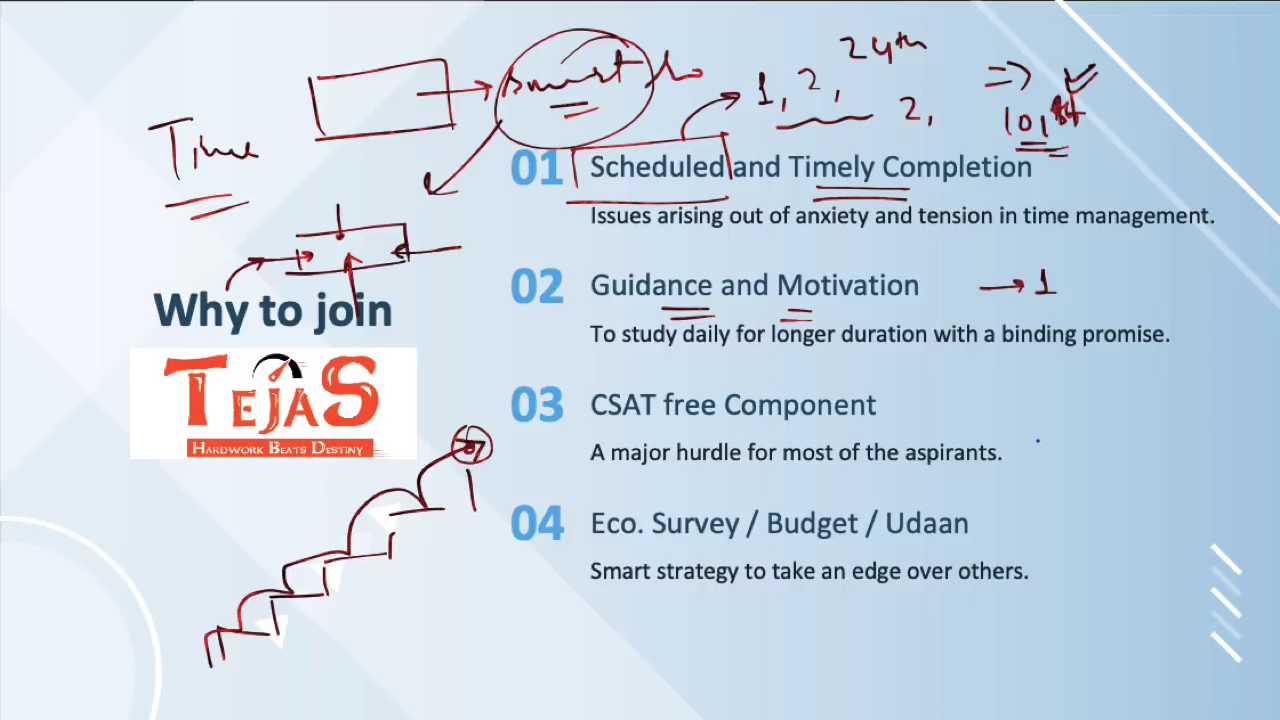 24th
Smart
1, 2,
2,
101st
Time
01 Scheduled and Timely Completion
Issues arising out of anxiety and tension in time management.
02 Guidance and Motivation
1
To study daily for longer duration with a binding promise.
Why to join
TEJAS
HARDWORK BEATS DESTINY
03 CSAT free Component
A major hurdle for most of the aspirants.
04 Eco. Survey / Budget / Udaan
Smart strategy to take an edge over others.